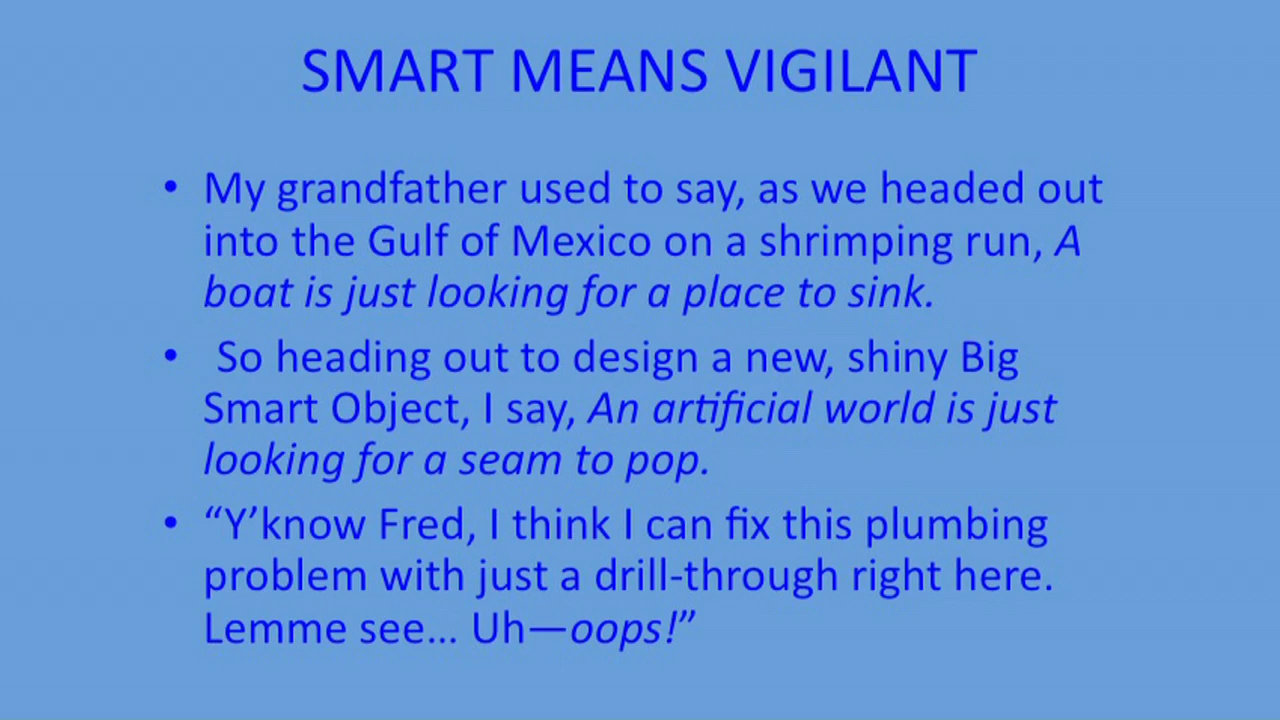 SMART MEANS VIGILANT
• My grandfather used to say, as we headed out
into the Gulf of Mexico on a shrimping run, A
boat is just looking for a place to sink.
• So heading out to design a new, shiny Big
Smart Object, I say, An artificial world is just
looking for a seam to pop.
• “Y’know Fred, I think I can fix this plumbing
problem with just a drill-through right here.
Lemme see… Uh—oops!”